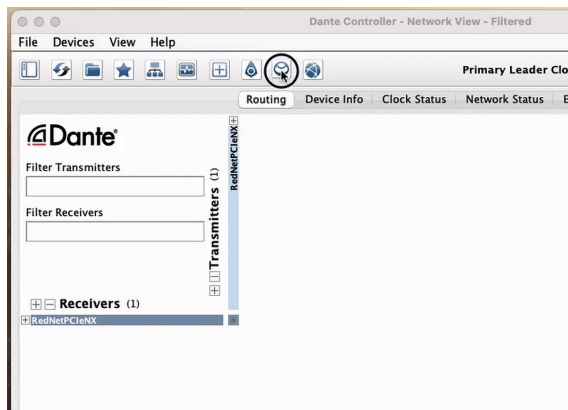 Dante Controller - Network View - Filtered
File Devices View Help
Primary Leader Clo
Routing Device Info Clock Status Network Status E
Dante®
Filter Transmitters
Filter Receivers
Transmitters (1)
RedNetPCIeNX
Receivers (1)
RedNetPCIeNX